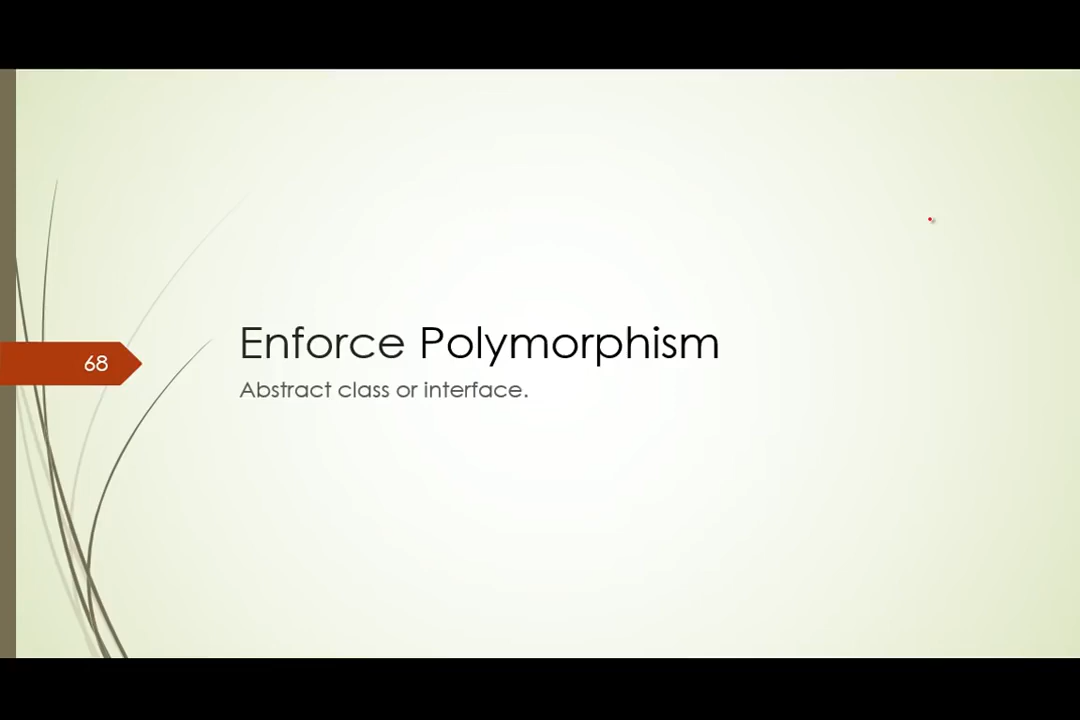 Enforce Polymorphism
68
Abstract class or interface.